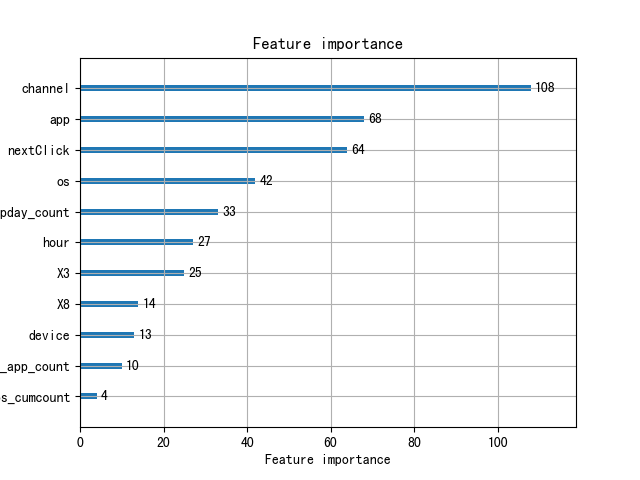 Feature importance
channel 108
app 68
nextClick 64
os 42
pday_count 33
hour 27
X3 25
X8 14
device 13
_app_count 10
s_cumcount 4
0 20 40 60 80 100
Feature importance